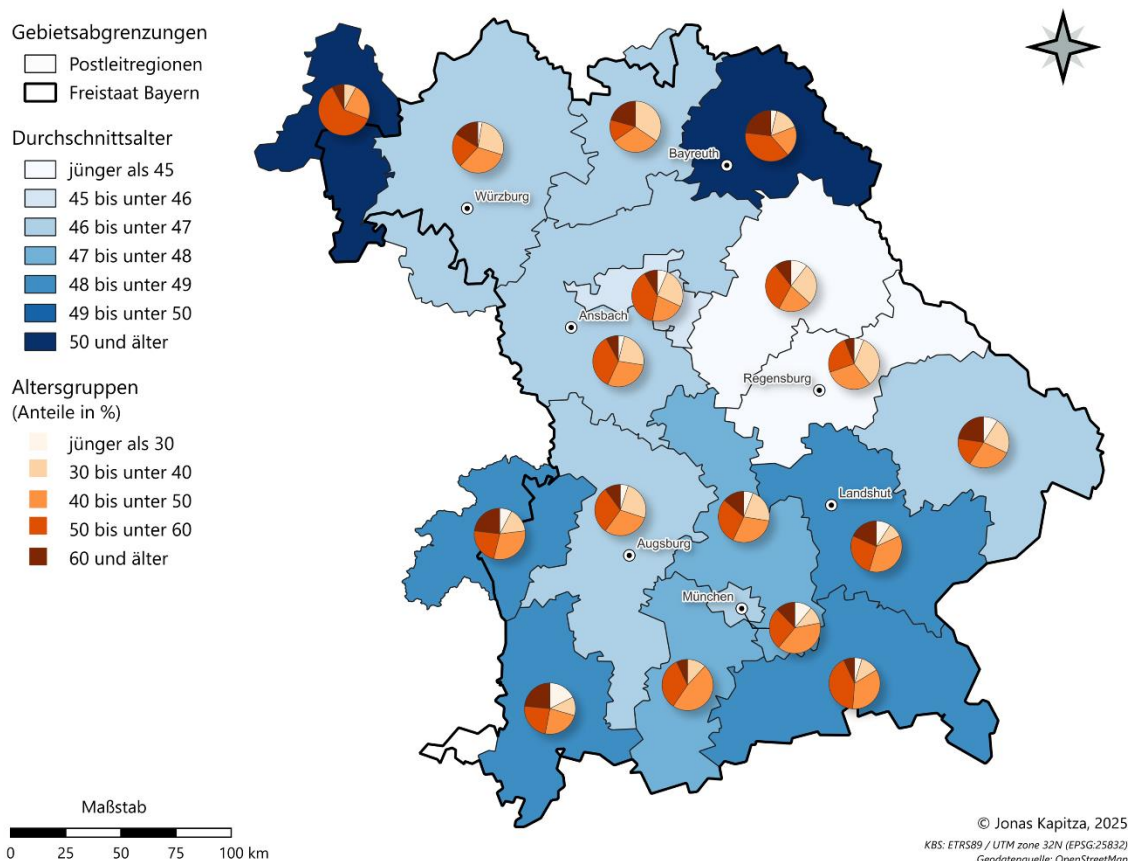 Gebietsabgrenzungen
Postleitregionen
Freistaat Bayern
Durchschnittsalter
jünger als 45
45 bis unter 46
46 bis unter 47
47 bis unter 48
48 bis unter 49
49 bis unter 50
50 und älter
Altersgruppen
(Anteile in %)
jünger als 30
30 bis unter 40
40 bis unter 50
50 bis unter 60
60 und älter
Bayreuth
Würzburg
Ansbach
Regensburg
Landshut
Augsburg
München
Maßstab
0 25 50 75 100 km
© Jonas Kapitza, 2025
KBS: ETRS89 / UTM zone 32N (EPSG:25832)
Geodatenquelle: OpenStreetMap